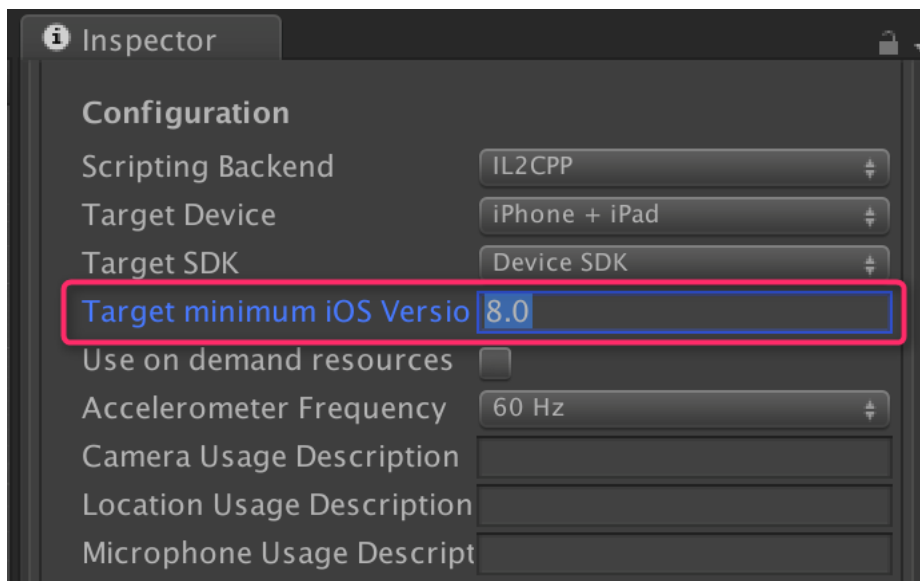 Inspector
Configuration
Scripting Backend IL2CPP
Target Device iPhone + iPad
Target SDK Device SDK
Target minimum iOS Versio 8.0
Use on demand resources
Accelerometer Frequency 60 Hz
Camera Usage Description
Location Usage Description
Microphone Usage Descript